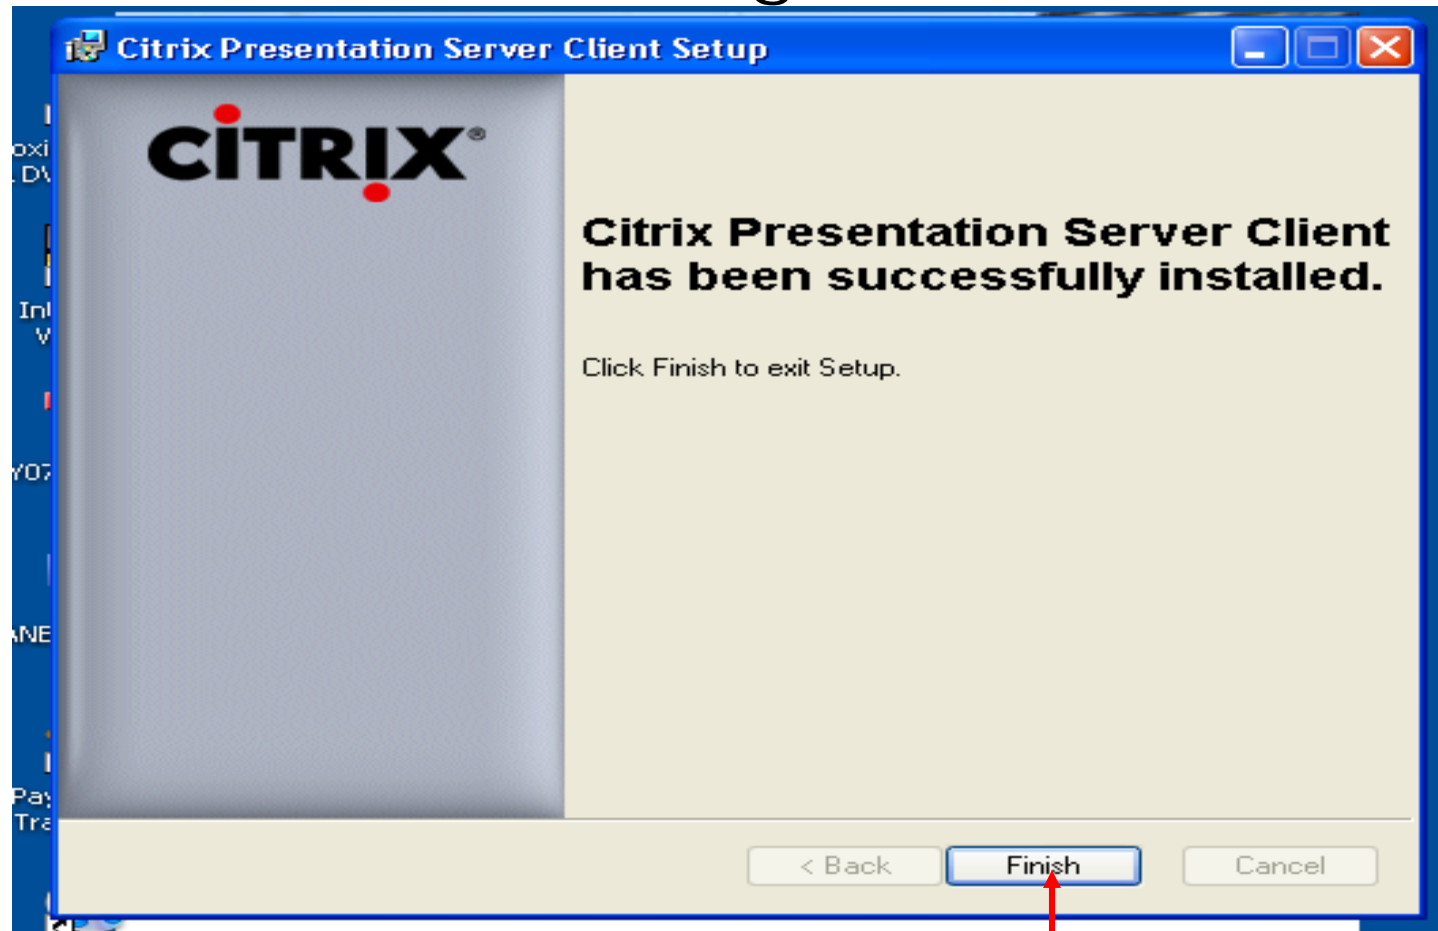 Citrix Presentation Server Client Setup
CiTRIX®
Citrix Presentation Server Client
has been successfully installed.
Click Finish to exit Setup.
< Back
Finish
Cancel